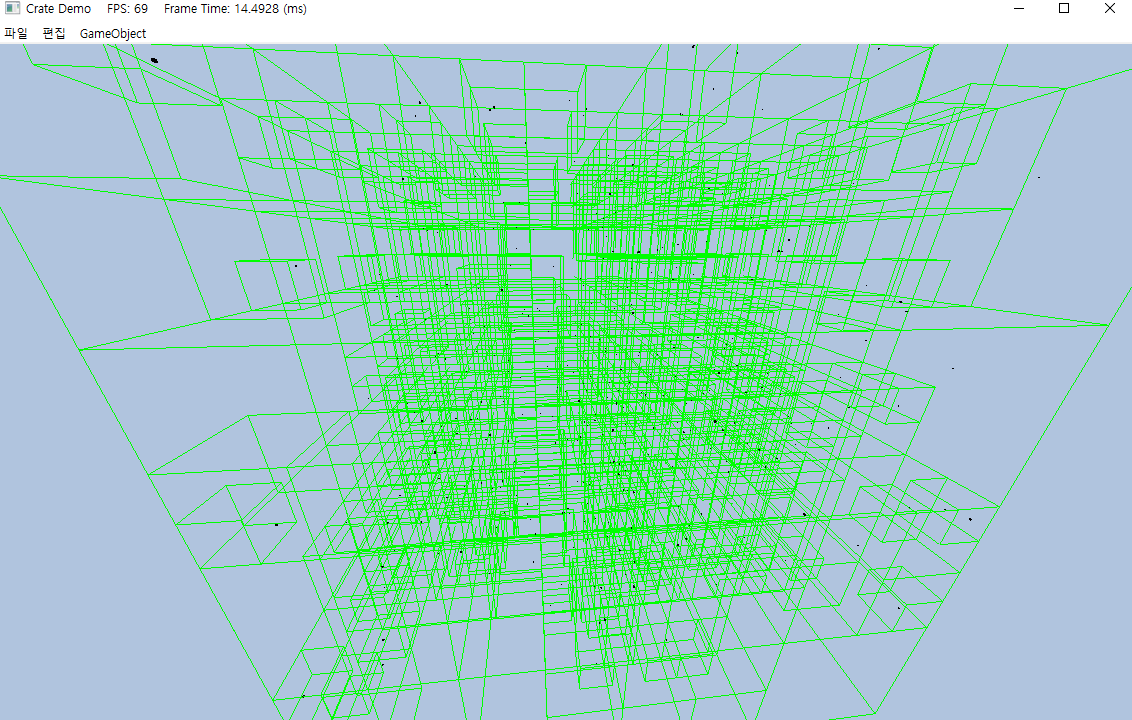 Crate Demo FPS: 69 Frame Time: 14.4928 (ms)
파일 편집 GameObject